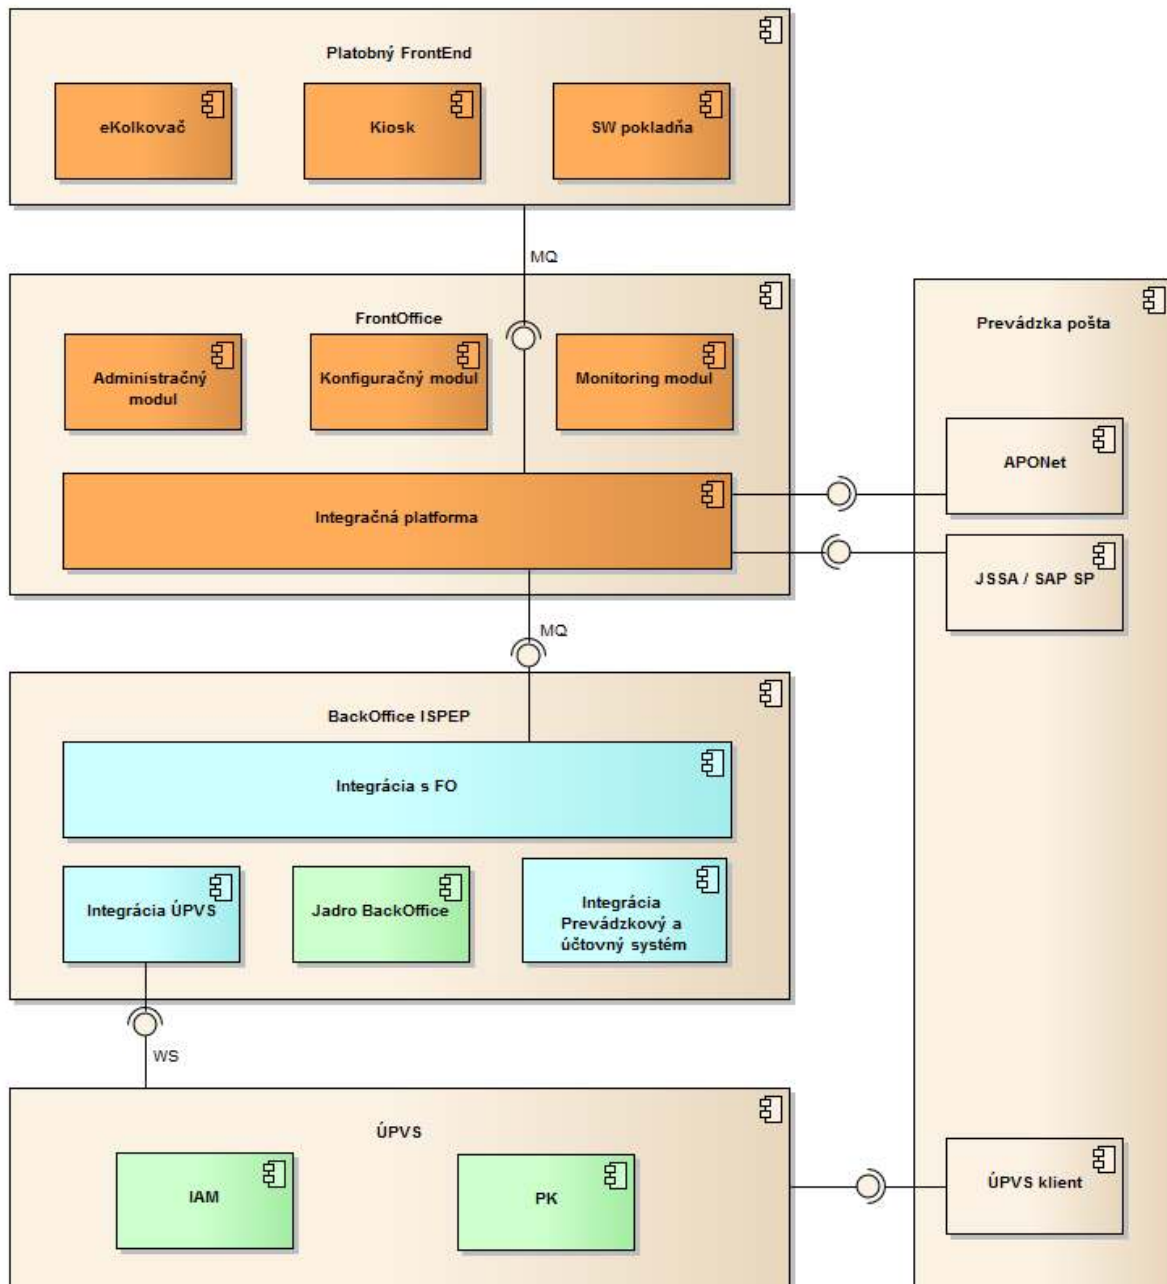 Platobný FrontEnd
eKolkovač
Kiosk
SW pokladňa
MQ
FrontOffice
Administračný
modul
Konfiguračný modul
Monitoring modul
Integračná platforma
Prevádzka pošta
APONet
JSSA / SAP SP
MQ
BackOffice ISPEP
Integrácia s FO
Integrácia ÚPVS
Jadro BackOffice
Integrácia
Prevádzkový a
účtovný systém
WS
ÚPVS
IAM
PK
ÚPVS klient